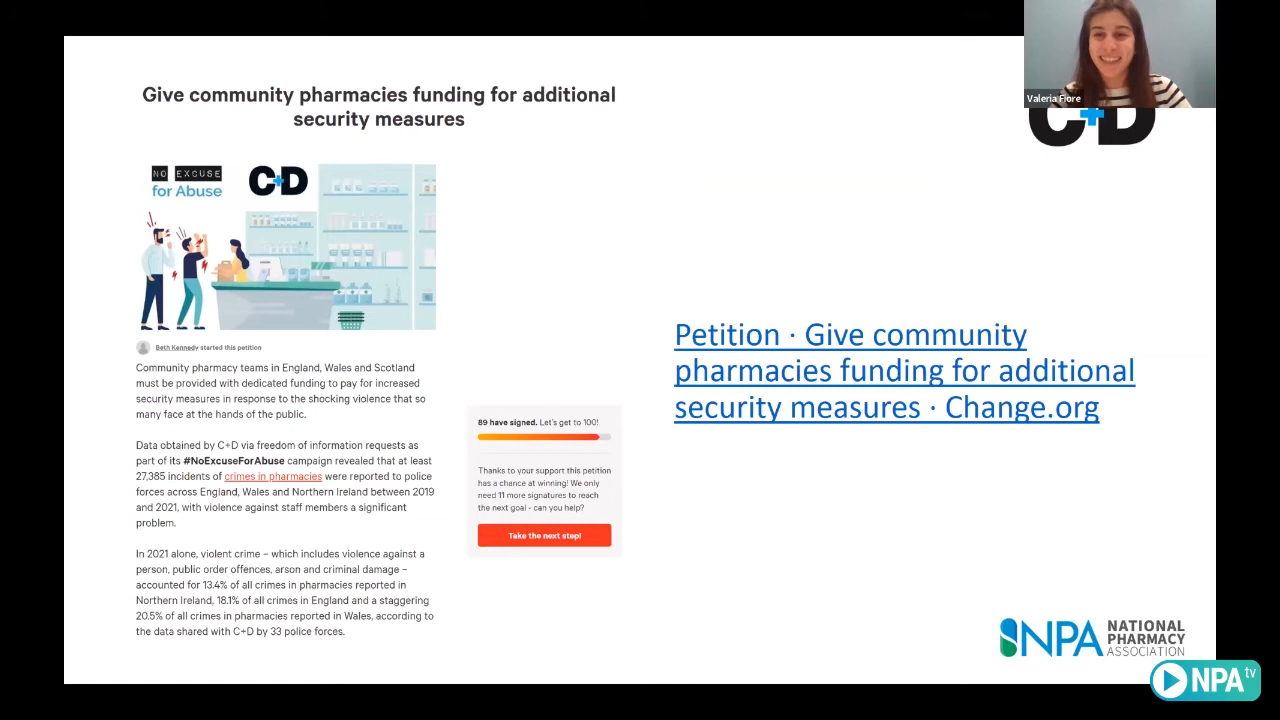 Give community pharmacies funding for additional
security measures
NO EXCUSE
for Abuse
C+D
Beth Kennedy started this petition
Community pharmacy teams in England, Wales and Scotland
must be provided with dedicated funding to pay for increased
security measures in response to the shocking violence that so
many face at the hands of the public.
Data obtained by C+D via freedom of information requests as
part of its #NoExcuseForAbuse campaign revealed that at least
27,385 incidents of crimes in pharmacies were reported to police
forces across England, Wales and Northern Ireland between 2019
and 2021, with violence against staff members a significant
problem.
In 2021 alone, violent crime – which includes violence against a
person, public order offences, arson and criminal damage –
accounted for 13.4% of all crimes in pharmacies reported in
Northern Ireland, 18.1% of all crimes in England and a staggering
20.5% of all crimes in pharmacies reported in Wales, according to
the data shared with C+D by 33 police forces.
89 have signed. Let's get to 100!
Thanks to your support this petition
has a chance at winning! We only
need 11 more signatures to reach
the next goal - can you help?
Take the next step!
Valeria Fiore
C+D
Petition · Give community
pharmacies funding for additional
security measures · Change.org
NPA NATIONAL
PHARMACY
ASSOCIATION
NPA tv